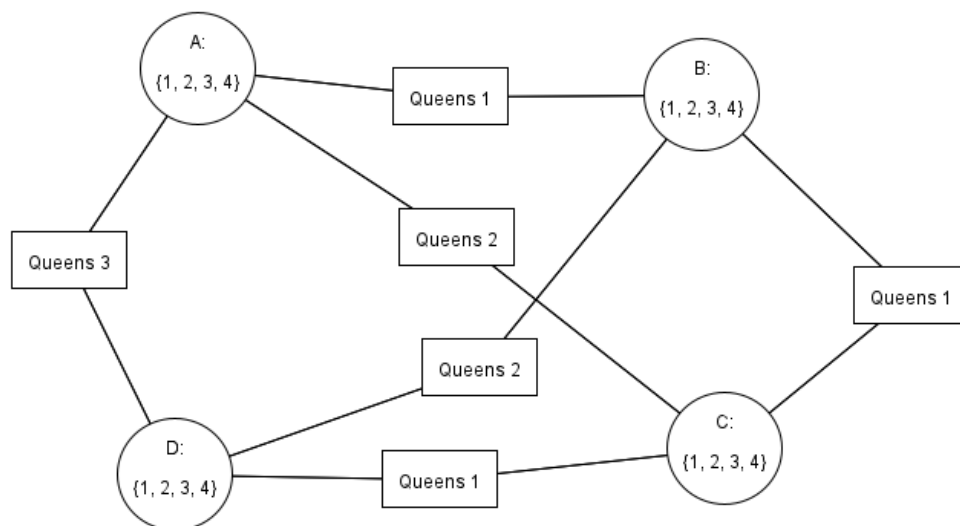 A:
{1, 2, 3, 4}
Queens 1
B:
{1, 2, 3, 4}
Queens 2
Queens 3
Queens 1
Queens 2
D:
{1, 2, 3, 4}
Queens 1
C:
{1, 2, 3, 4}